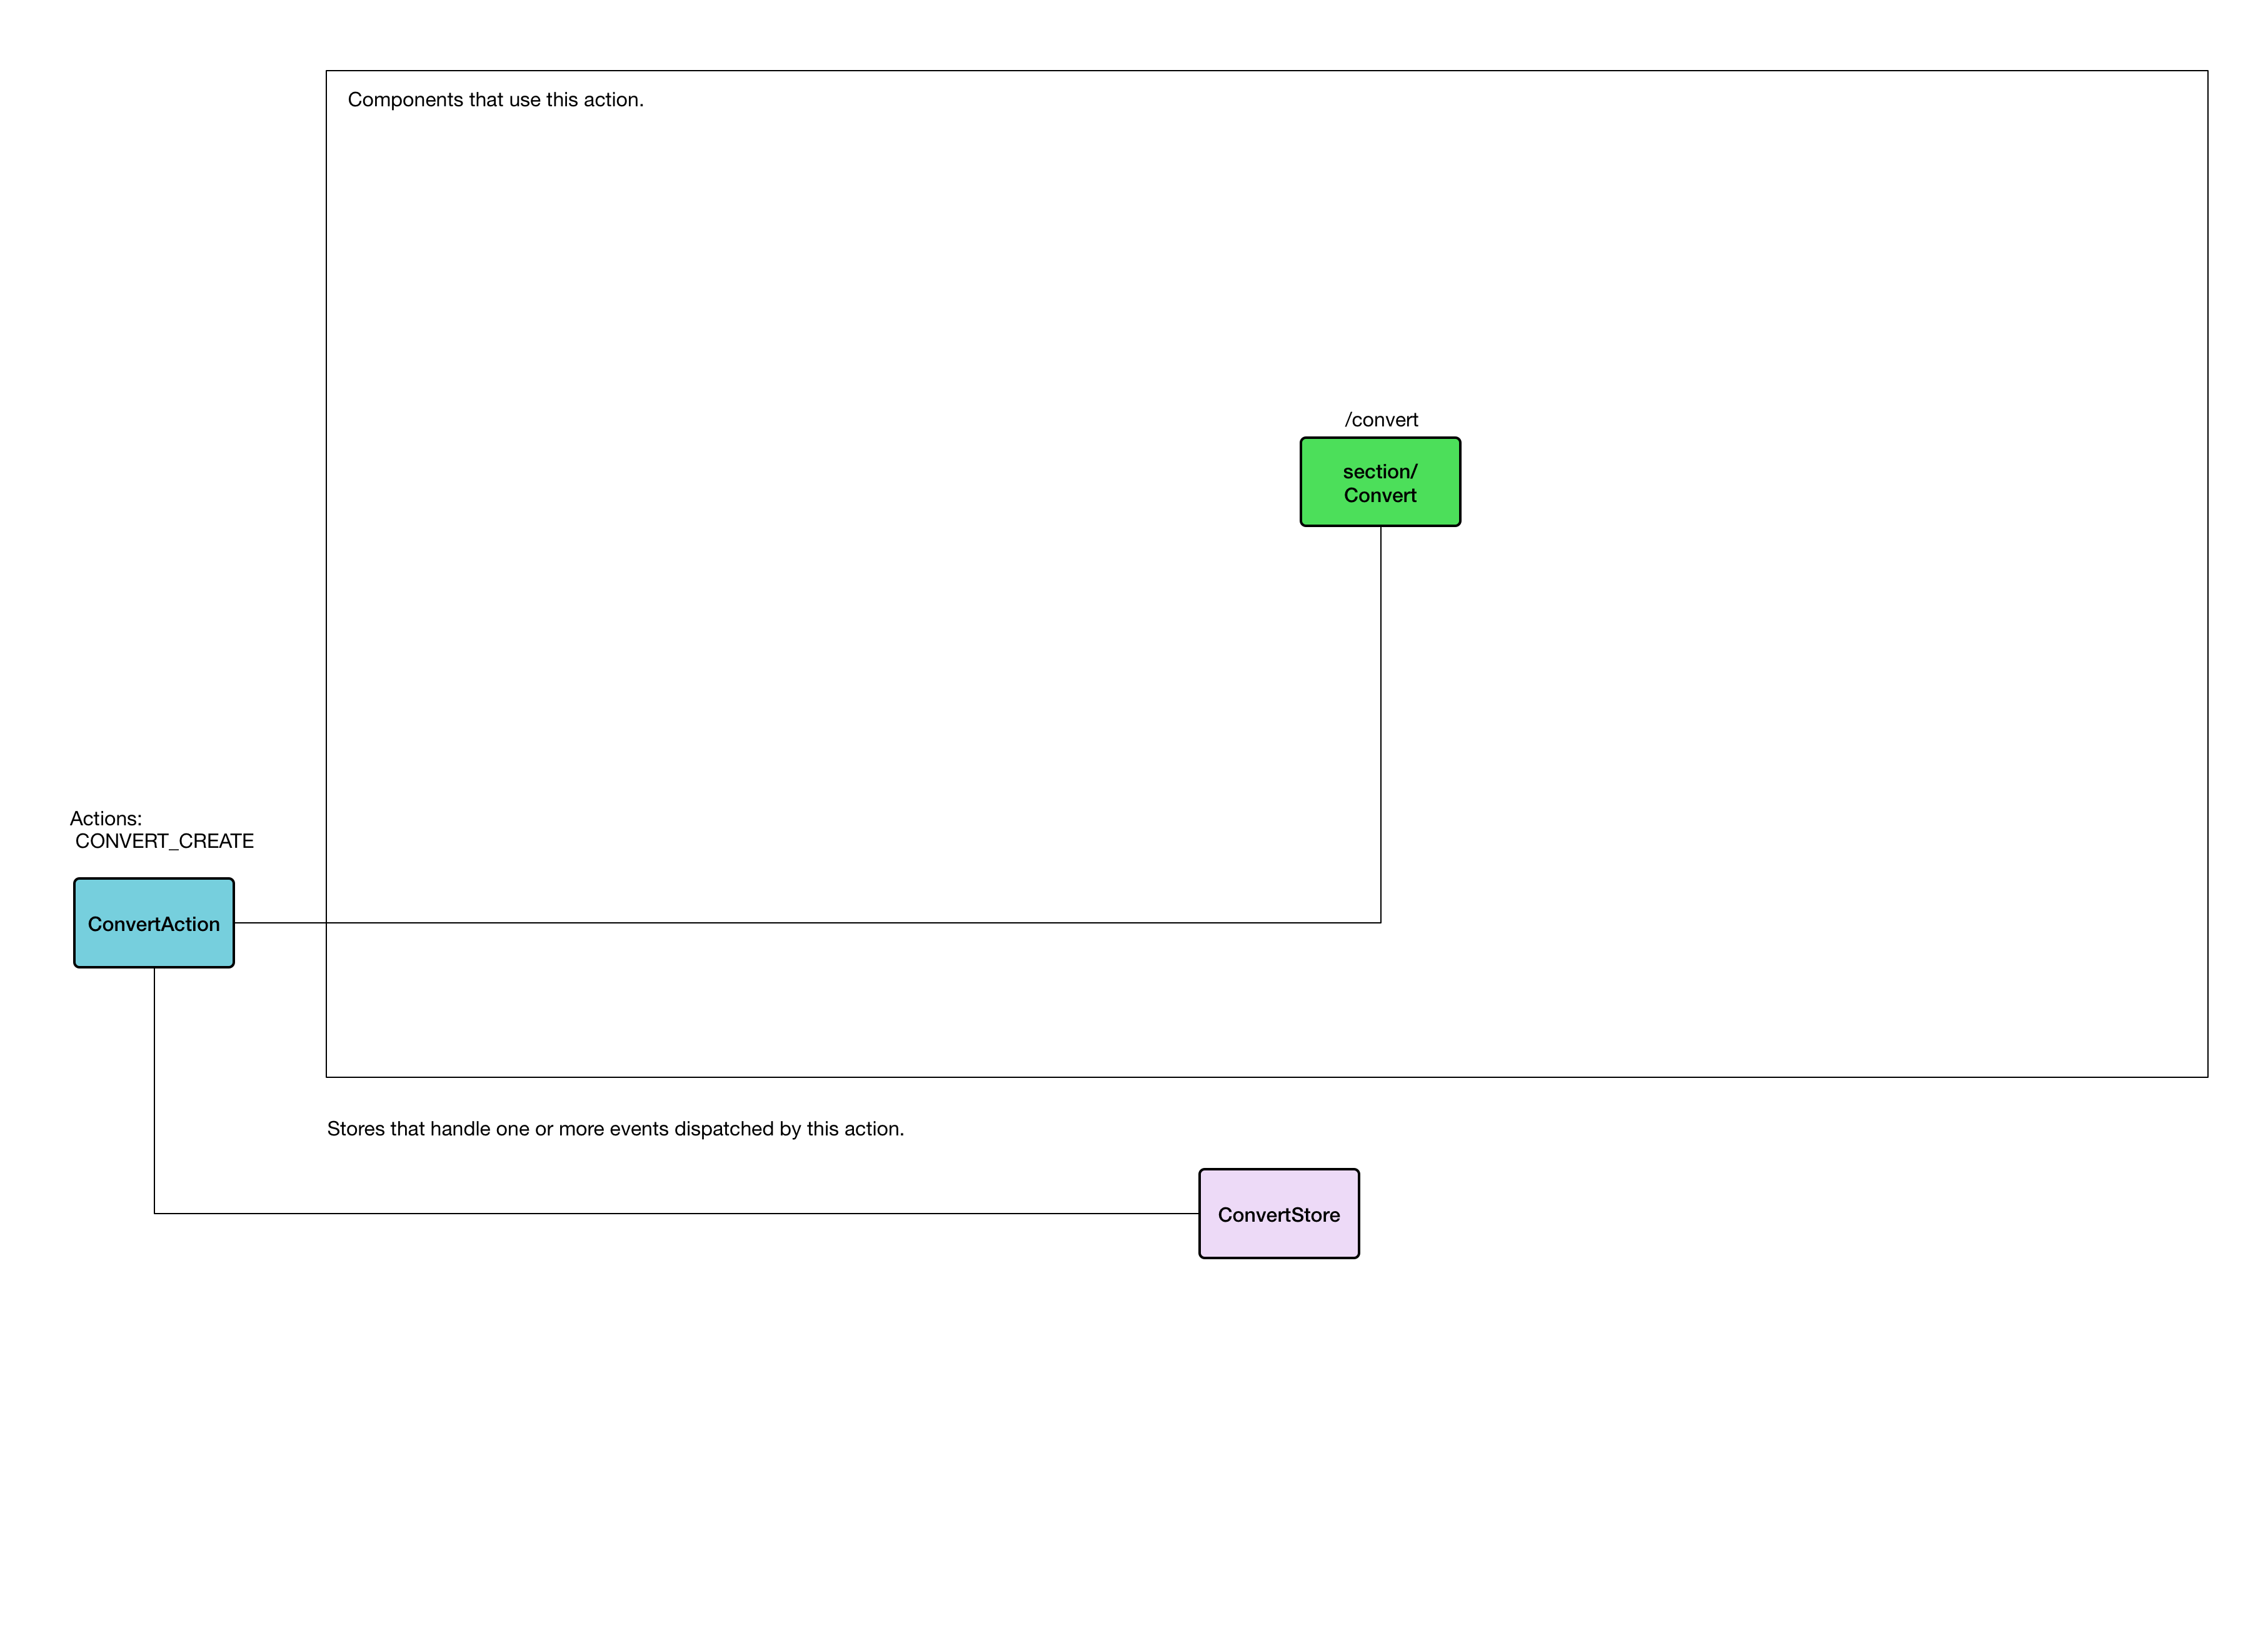 Components that use this action.
/convert
section/
Convert
Actions:
CONVERT_CREATE
ConvertAction
Stores that handle one or more events dispatched by this action.
ConvertStore